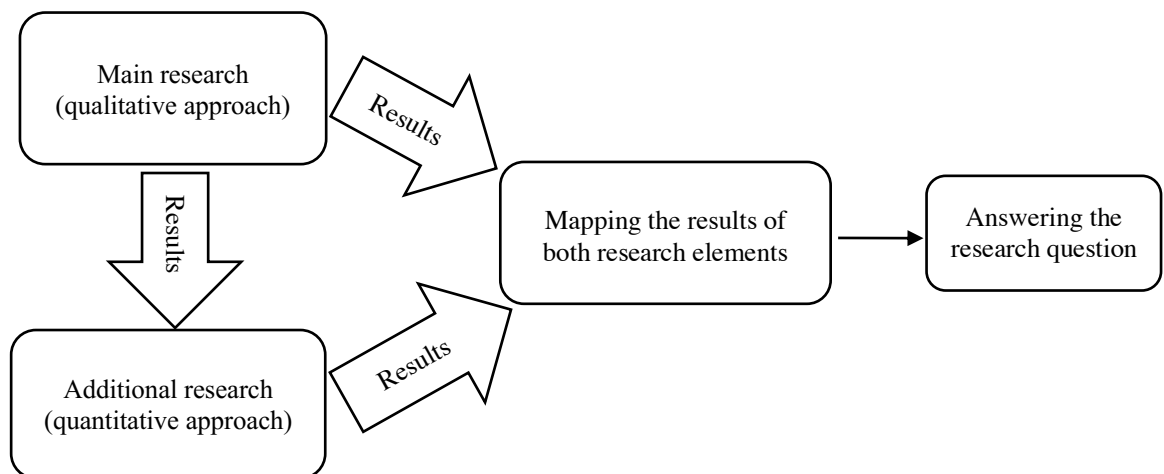 Main research
(qualitative approach)
Results
Results
Mapping the results of
both research elements
Answering the
research question
Results
Additional research
(quantitative approach)